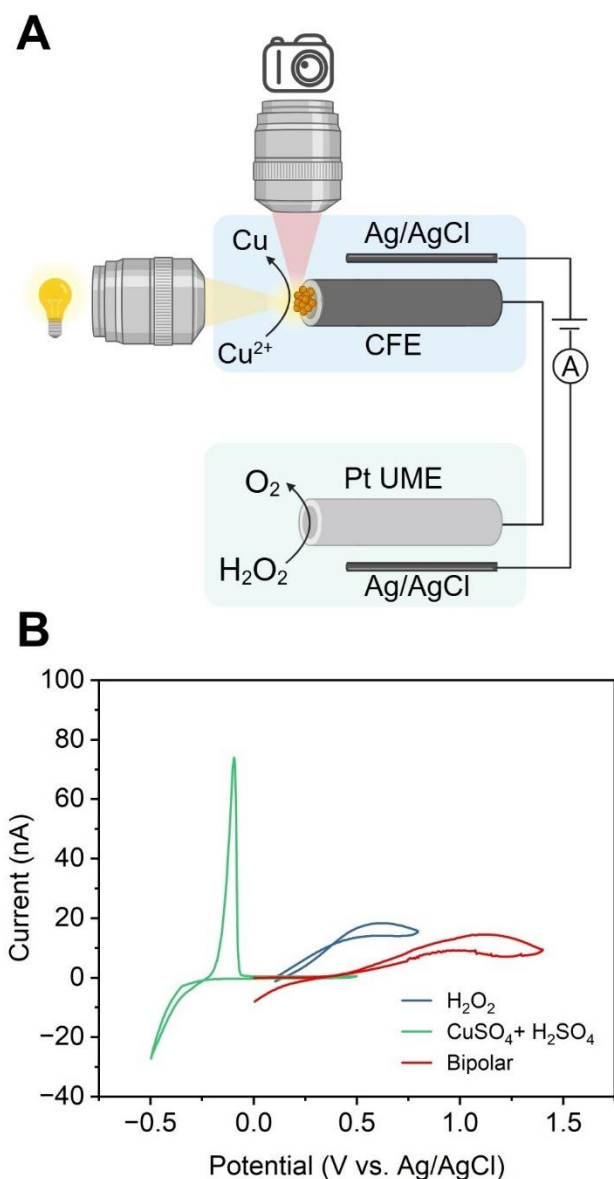 A
Cu
Ag/AgCl
Cu²⁺
CFE
A
O₂
Pt UME
H₂O₂
Ag/AgCl
B
100
80
60
40
20
0
−20
−40
Current (nA)
H₂O₂
CuSO₄+ H₂SO₄
Bipolar
−0.5
0.0
0.5
1.0
1.5
Potential (V vs. Ag/AgCl)